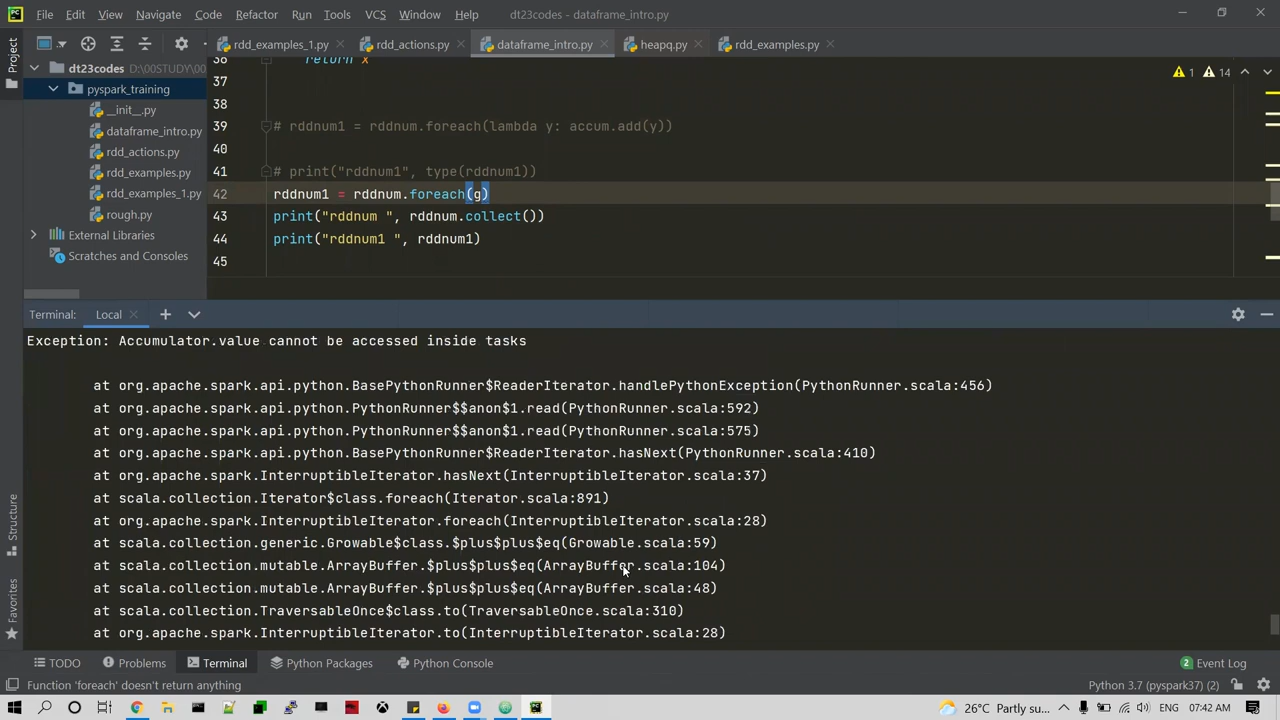 File Edit View Navigate Code Refactor Run Tools VCS Window Help dt23codes - dataframe_intro.py
Project
rdd_examples_1.py rdd_actions.py dataframe_intro.py heapq.py rdd_examples.py
dt23codes D:\00STUDY\00
pyspark_training
__init__.py
dataframe_intro.py
rdd_actions.py
rdd_examples.py
rdd_examples_1.py
rough.py
External Libraries
Scratches and Consoles
1 14
36 return x
37
38
39 # rddnum1 = rddnum.foreach(lambda y: accum.add(y))
40
41 # print("rddnum1", type(rddnum1))
42 rddnum1 = rddnum.foreach(g)
43 print("rddnum ", rddnum.collect())
44 print("rddnum1 ", rddnum1)
45
Terminal: Local
Exception: Accumulator.value cannot be accessed inside tasks
at org.apache.spark.api.python.BasePythonRunner$ReaderIterator.handlePythonException(PythonRunner.scala:456)
at org.apache.spark.api.python.PythonRunner$$anon$1.read(PythonRunner.scala:592)
at org.apache.spark.api.python.PythonRunner$$anon$1.read(PythonRunner.scala:575)
at org.apache.spark.api.python.BasePythonRunner$ReaderIterator.hasNext(PythonRunner.scala:410)
at org.apache.spark.InterruptibleIterator.hasNext(InterruptibleIterator.scala:37)
at scala.collection.Iterator$class.foreach(Iterator.scala:891)
at org.apache.spark.InterruptibleIterator.foreach(InterruptibleIterator.scala:28)
at scala.collection.generic.Growable$class.$plus$plus$eq(Growable.scala:59)
at scala.collection.mutable.ArrayBuffer.$plus$plus$eq(ArrayBuffer.scala:104)
at scala.collection.mutable.ArrayBuffer.$plus$plus$eq(ArrayBuffer.scala:48)
at scala.collection.TraversableOnce$class.to(TraversableOnce.scala:310)
at org.apache.spark.InterruptibleIterator.to(InterruptibleIterator.scala:28)
Structure
Favorites
TODO Problems Terminal Python Packages Python Console 2 Event Log
Function 'foreach' doesn't return anything Python 3.7 (pyspark37) (2)
26°C Partly su... ENG 07:42 AM